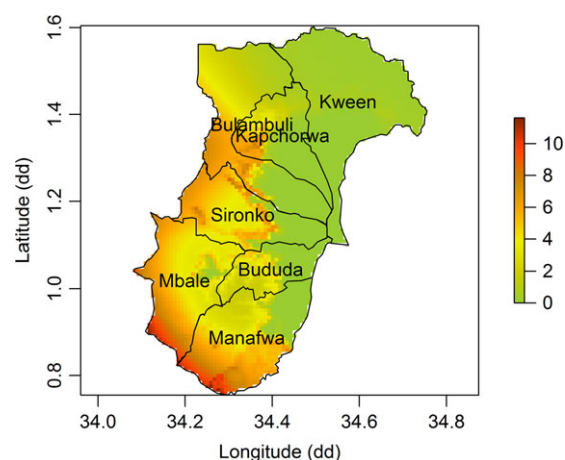 1.6
1.4
1.2
1.0
0.8
Latitude (dd)
Kween
Bulambuli
Kapchorwa
Sironko
Mbale
Bududa
Manafwa
10
8
6
4
2
0
34.0
34.2
34.4
34.6
34.8
Longitude (dd)